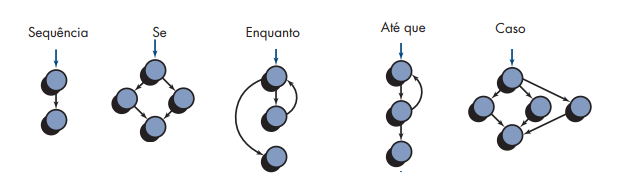 Sequência
Se
Enquanto
Até que
Caso